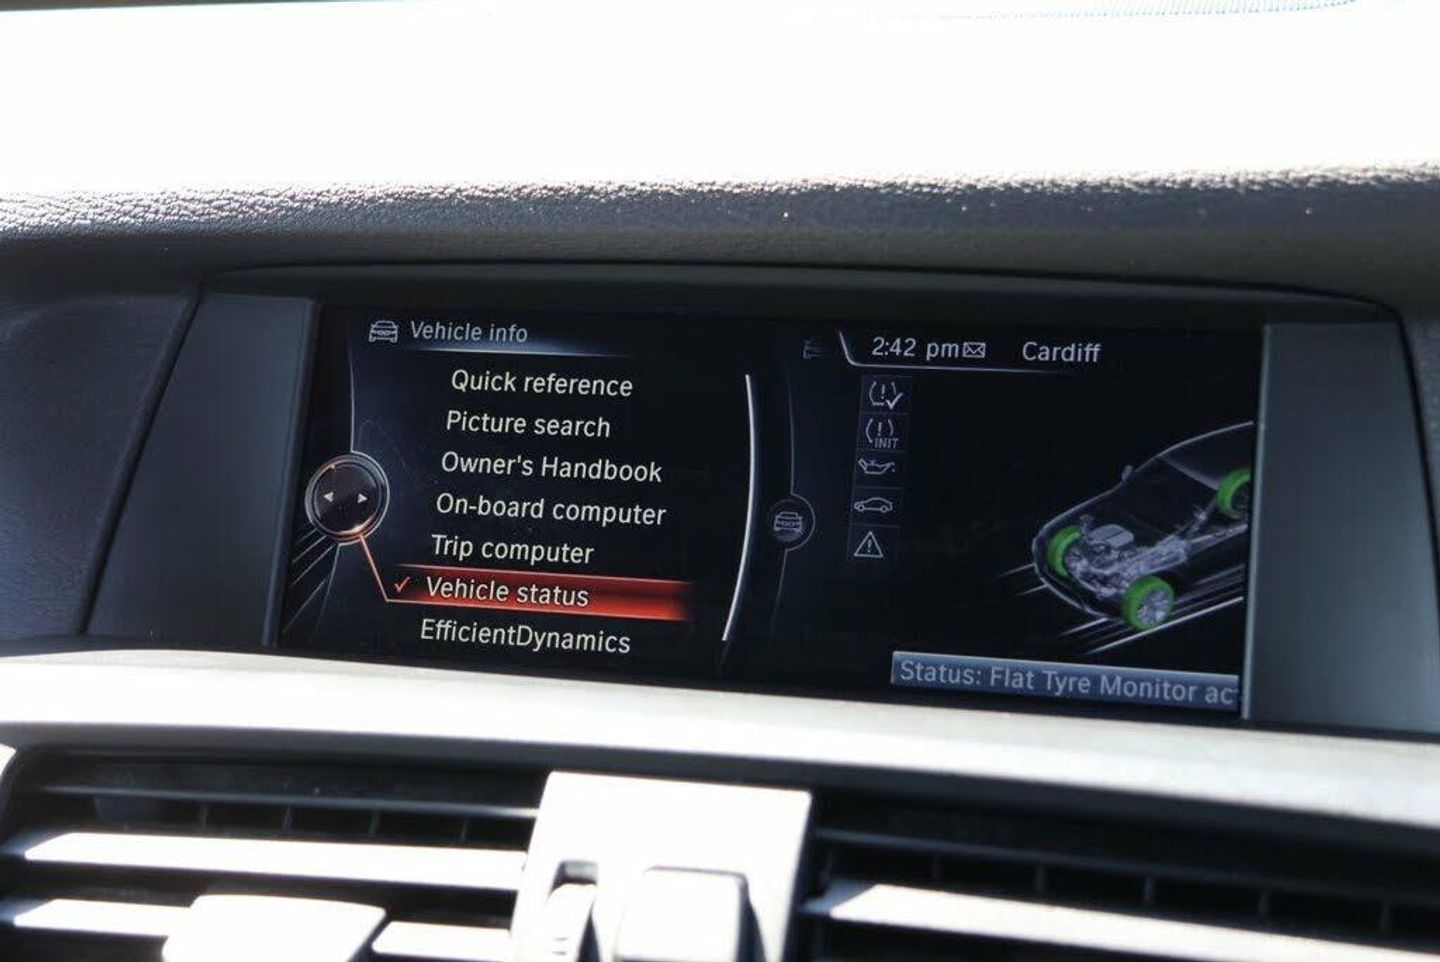 Vehicle info
Quick reference
Picture search
Owner's Handbook
On-board computer
Trip computer
Vehicle status
EfficientDynamics
2:42 pm Cardiff
INIT
Status: Flat Tyre Monitor ac